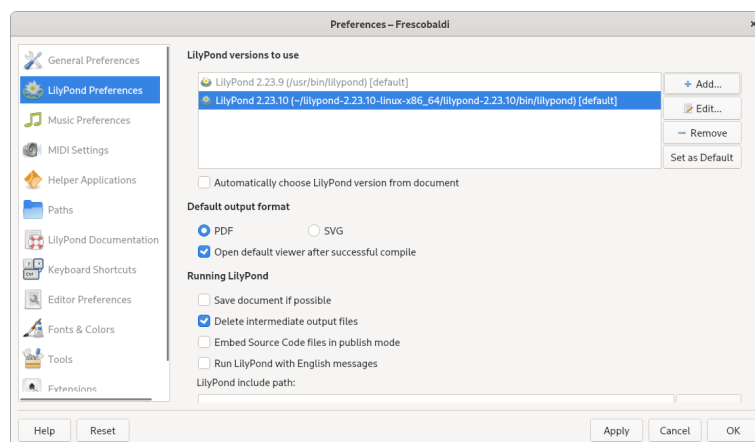 Preferences – Frescobaldi
General Preferences
LilyPond Preferences
Music Preferences
MIDI Settings
Helper Applications
Paths
LilyPond Documentation
Keyboard Shortcuts
Editor Preferences
Fonts & Colors
Tools
Extensions
LilyPond versions to use
LilyPond 2.23.9 (/usr/bin/lilypond) [default]
LilyPond 2.23.10 (~/lilypond-2.23.10-linux-x86_64/lilypond-2.23.10/bin/lilypond) [default]
Add...
Edit...
Remove
Set as Default
Automatically choose LilyPond version from document
Default output format
PDF SVG
Open default viewer after successful compile
Running LilyPond
Save document if possible
Delete intermediate output files
Embed Source Code files in publish mode
Run LilyPond with English messages
LilyPond include path:
Help Reset Apply Cancel OK